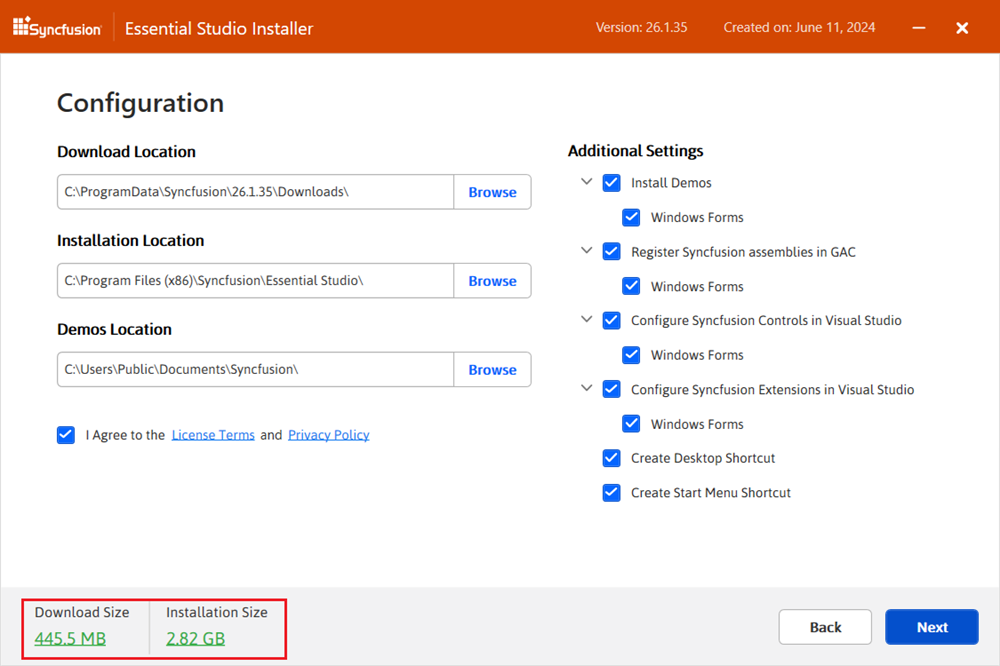 Syncfusion
Essential Studio Installer
Version: 26.1.35
Created on: June 11, 2024
Configuration
Download Location
C:\ProgramData\Syncfusion\26.1.35\Downloads\
Browse
Installation Location
C:\Program Files (x86)\Syncfusion\Essential Studio\
Browse
Demos Location
C:\Users\Public\Documents\Syncfusion\
Browse
I Agree to the License Terms and Privacy Policy
Additional Settings
Install Demos
Windows Forms
Register Syncfusion assemblies in GAC
Windows Forms
Configure Syncfusion Controls in Visual Studio
Windows Forms
Configure Syncfusion Extensions in Visual Studio
Windows Forms
Create Desktop Shortcut
Create Start Menu Shortcut
Download Size
445.5 MB
Installation Size
2.82 GB
Back
Next